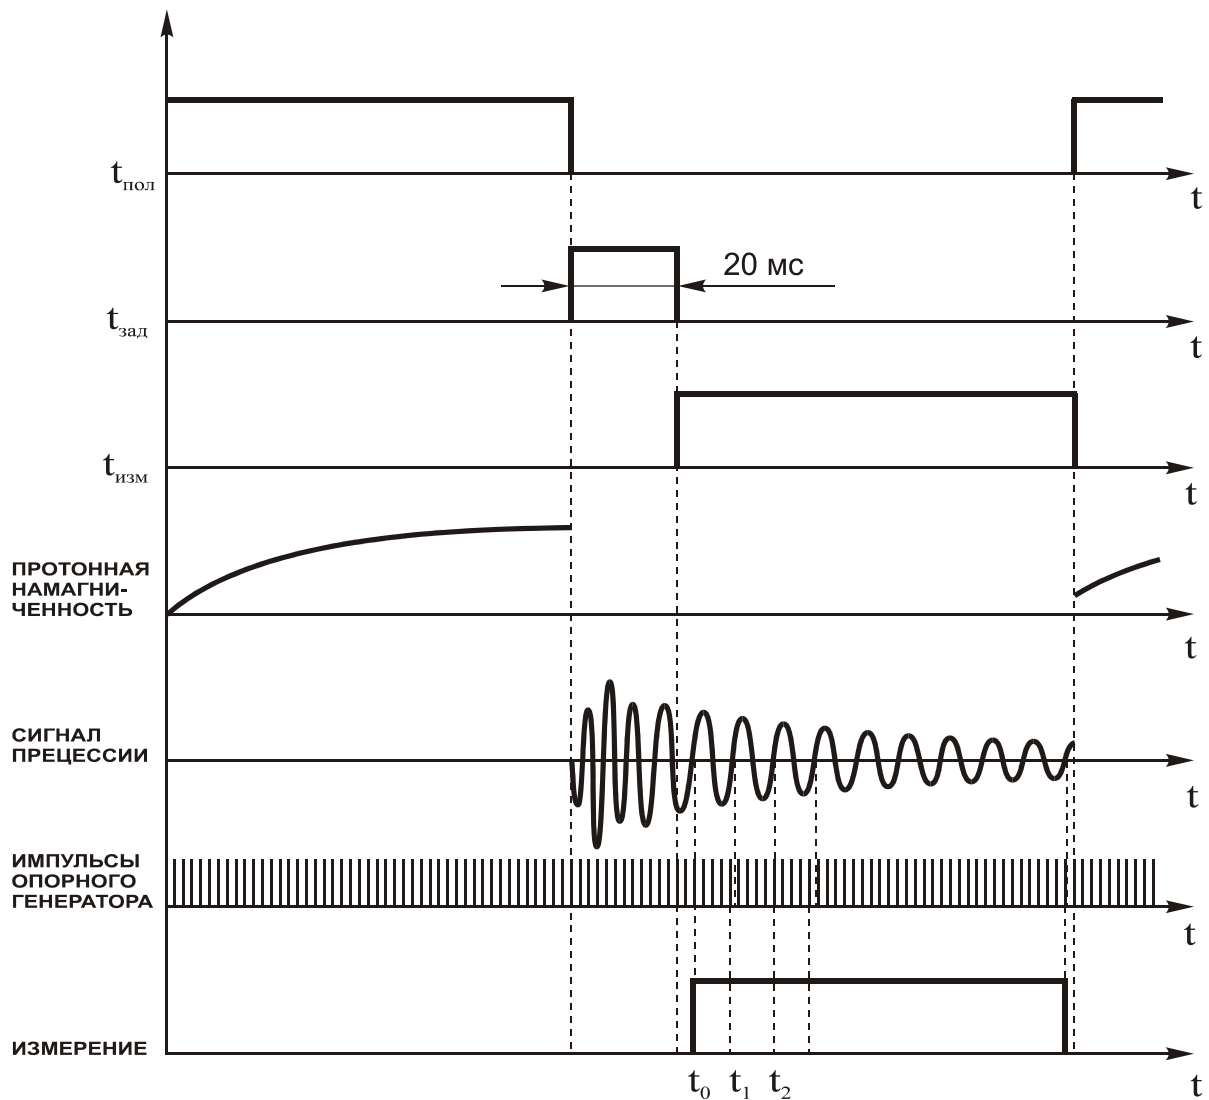 tпол
t
20 мс
tзад
t
tизм
t
ПРОТОННАЯ
НАМАГНИ-
ЧЕННОСТЬ
t
СИГНАЛ
ПРЕЦЕССИИ
t
ИМПУЛЬСЫ
ОПОРНОГО
ГЕНЕРАТОРА
t
ИЗМЕРЕНИЕ
t0 t1 t2 t